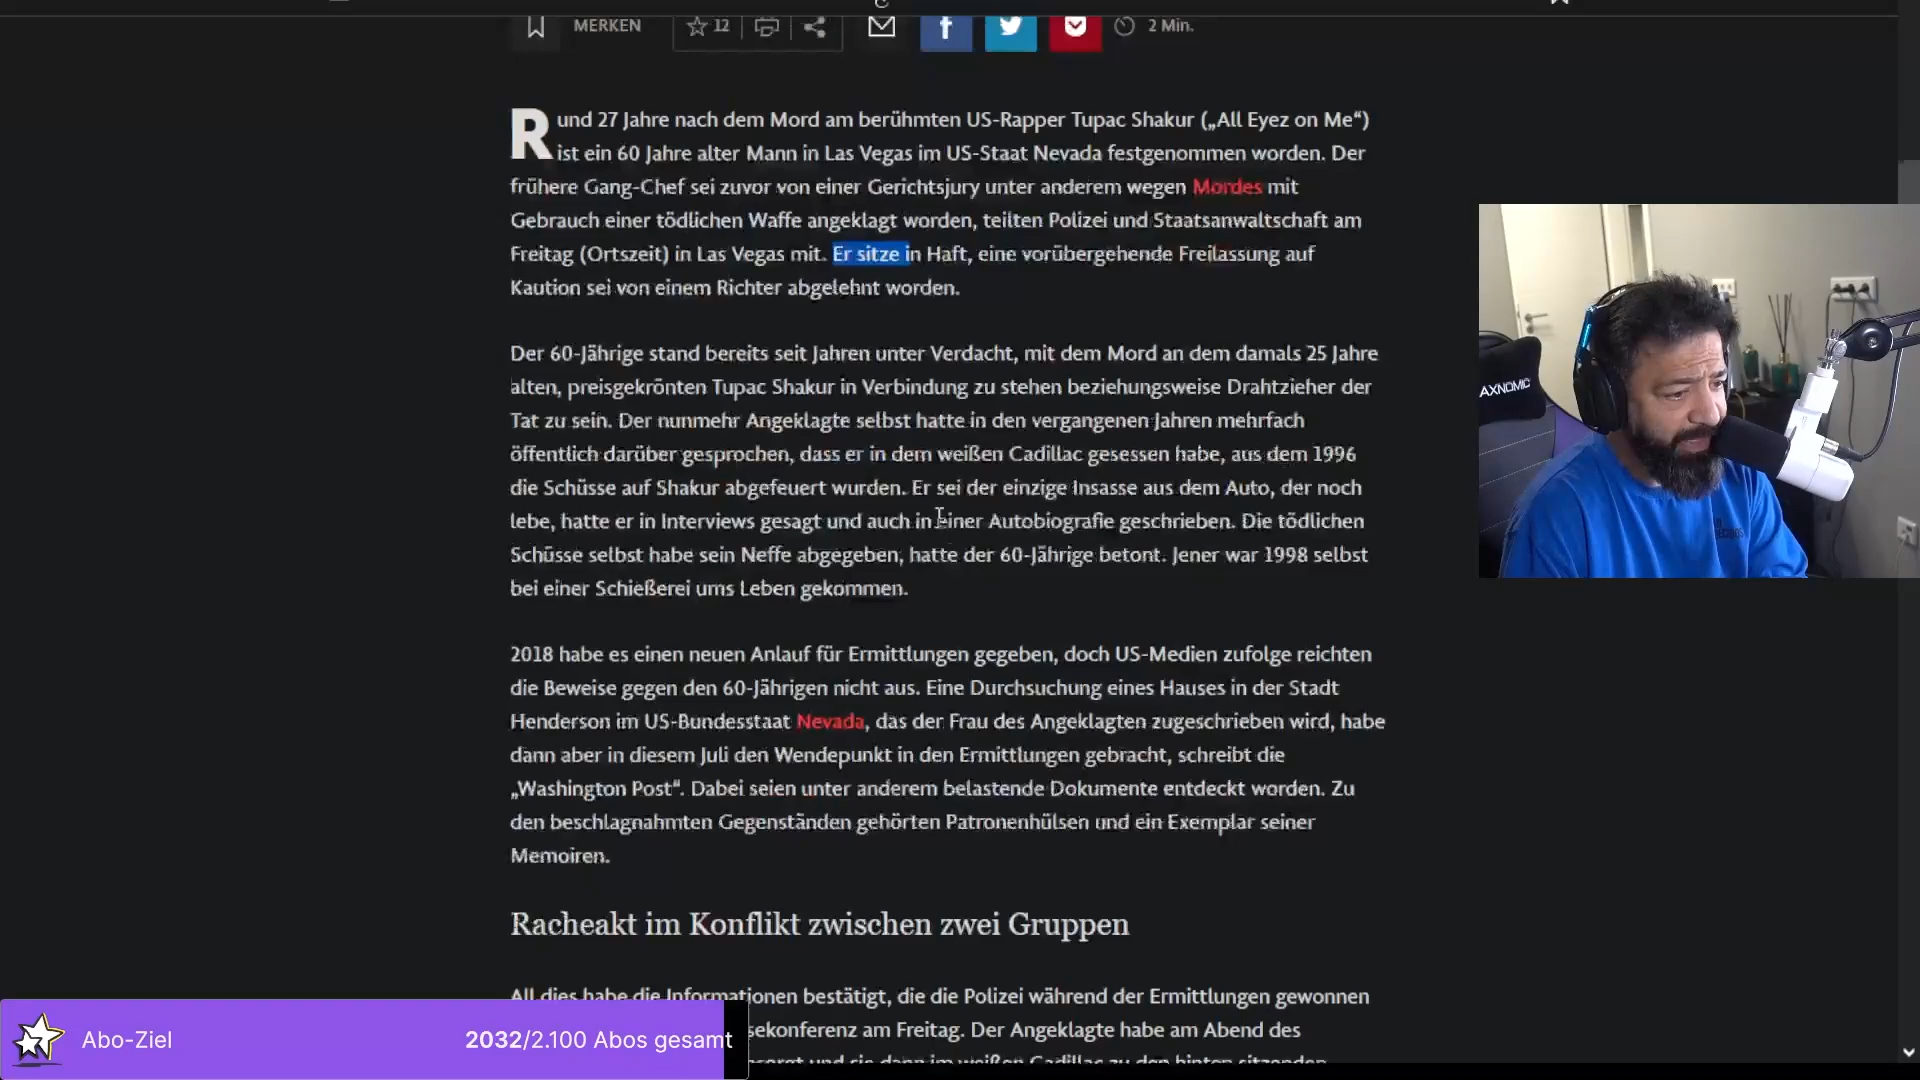 MERKEN
12
2 Min.
Rund 27 Jahre nach dem Mord am berühmten US-Rapper Tupac Shakur („All Eyez on Me“)
ist ein 60 Jahre alter Mann in Las Vegas im US-Staat Nevada festgenommen worden. Der
frühere Gang-Chef sei zuvor von einer Gerichtsjury unter anderem wegen Mordes mit
Gebrauch einer tödlichen Waffe angeklagt worden, teilten Polizei und Staatsanwaltschaft am
Freitag (Ortszeit) in Las Vegas mit. Er sitze in Haft, eine vorübergehende Freilassung auf
Kaution sei von einem Richter abgelehnt worden.
Der 60-Jährige stand bereits seit Jahren unter Verdacht, mit dem Mord an dem damals 25 Jahre
alten, preisgekrönten Tupac Shakur in Verbindung zu stehen beziehungsweise Drahtzieher der
Tat zu sein. Der nunmehr Angeklagte selbst hatte in den vergangenen Jahren mehrfach
öffentlich darüber gesprochen, dass er in dem weißen Cadillac gesessen habe, aus dem 1996
die Schüsse auf Shakur abgefeuert wurden. Er sei der einzige Insasse aus dem Auto, der noch
lebe, hatte er in Interviews gesagt und auch in einer Autobiografie geschrieben. Die tödlichen
Schüsse selbst habe sein Neffe abgegeben, hatte der 60-Jährige betont. Jener war 1998 selbst
bei einer Schießerei ums Leben gekommen.
2018 habe es einen neuen Anlauf für Ermittlungen gegeben, doch US-Medien zufolge reichten
die Beweise gegen den 60-Jährigen nicht aus. Eine Durchsuchung eines Hauses in der Stadt
Henderson im US-Bundesstaat Nevada, das der Frau des Angeklagten zugeschrieben wird, habe
dann aber in diesem Juli den Wendepunkt in den Ermittlungen gebracht, schreibt die
„Washington Post“. Dabei seien unter anderem belastende Dokumente entdeckt worden. Zu
den beschlagnahmten Gegenständen gehörten Patronenhülsen und ein Exemplar seiner
Memoiren.
Racheakt im Konflikt zwischen zwei Gruppen
All dies habe die Informationen bestätigt, die die Polizei während der Ermittlungen gewonnen
sekonferenz am Freitag. Der Angeklagte habe am Abend des
sorgt und sie dann im weißen Cadillac zu den hinten sitzenden
Abo-Ziel
2032/2.100 Abos gesamt
AXNOMIC